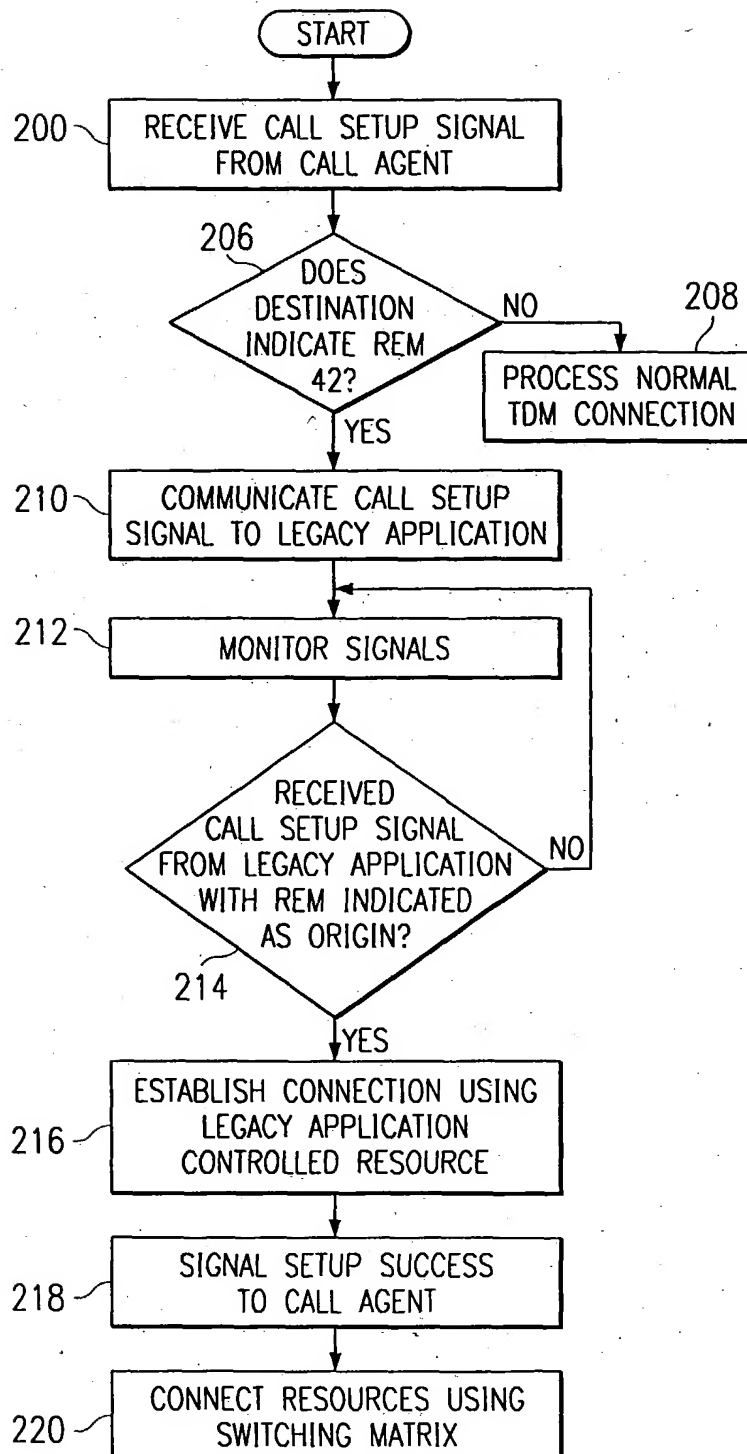 START
200
RECEIVE CALL SETUP SIGNAL
FROM CALL AGENT
206
DOES
DESTINATION
INDICATE REM
42?
NO
208
PROCESS NORMAL
TDM CONNECTION
YES
210
COMMUNICATE CALL SETUP
SIGNAL TO LEGACY APPLICATION
212
MONITOR SIGNALS
RECEIVED
CALL SETUP SIGNAL
FROM LEGACY APPLICATION
WITH REM INDICATED
AS ORIGIN?
NO
214
YES
216
ESTABLISH CONNECTION USING
LEGACY APPLICATION
CONTROLLED RESOURCE
218
SIGNAL SETUP SUCCESS
TO CALL AGENT
220
CONNECT RESOURCES USING
SWITCHING MATRIX